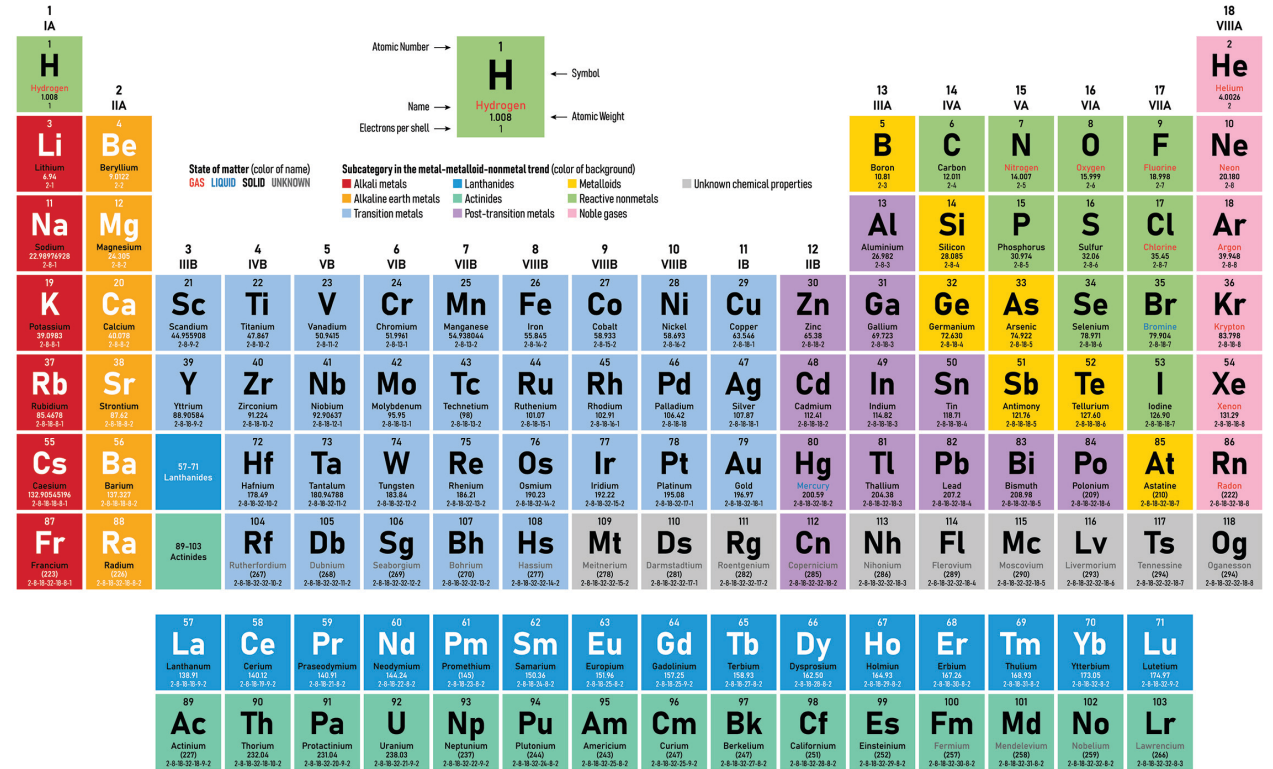 1
IA
18
VIIIA
1
H
Hydrogen
1.008
1
Atomic Number
Name
Electrons per shell
1
H
Hydrogen
1.008
1
Symbol
Atomic Weight
2
He
Helium
4.0026
2
2
IIA
13
IIIA
14
IVA
15
VA
16
VIA
17
VIIA
3
Li
Lithium
6.94
2-1
4
Be
Beryllium
9.0122
2-2
State of matter (color of name)
GAS LIQUID SOLID UNKNOWN
Subcategory in the metal-metalloid-nonmetal trend (color of background)
Alkali metals
Alkaline earth metals
Transition metals
Lanthanides
Actinides
Post-transition metals
Metalloids
Reactive nonmetals
Noble gases
Unknown chemical properties
5
B
Boron
10.81
2-3
6
C
Carbon
12.011
2-4
7
N
Nitrogen
14.007
2-5
8
O
Oxygen
15.999
2-6
9
F
Fluorine
18.998
2-7
10
Ne
Neon
20.180
2-8
11
Na
Sodium
22.98976928
2-8-1
12
Mg
Magnesium
24.305
2-8-2
3
IIIB
4
IVB
5
VB
6
VIB
7
VIIB
8
VIIIB
9
VIIIB
10
VIIIB
11
IB
12
IIB
13
Al
Aluminium
26.982
2-8-3
14
Si
Silicon
28.085
2-8-4
15
P
Phosphorus
30.974
2-8-5
16
S
Sulfur
32.06
2-8-6
17
Cl
Chlorine
35.45
2-8-7
18
Ar
Argon
39.948
2-8-8
19
K
Potassium
39.0983
2-8-8-1
20
Ca
Calcium
40.078
2-8-8-2
21
Sc
Scandium
44.955908
2-8-9-2
22
Ti
Titanium
47.867
2-8-10-2
23
V
Vanadium
50.9415
2-8-11-2
24
Cr
Chromium
51.9961
2-8-13-1
25
Mn
Manganese
54.938044
2-8-13-2
26
Fe
Iron
55.845
2-8-14-2
27
Co
Cobalt
58.933
2-8-15-2
28
Ni
Nickel
58.693
2-8-16-2
29
Cu
Copper
63.546
2-8-18-1
30
Zn
Zinc
65.38
2-8-18-2
31
Ga
Gallium
69.723
2-8-18-3
32
Ge
Germanium
72.630
2-8-18-4
33
As
Arsenic
74.922
2-8-18-5
34
Se
Selenium
78.971
2-8-18-6
35
Br
Bromine
79.904
2-8-18-7
36
Kr
Krypton
83.798
2-8-18-8
37
Rb
Rubidium
85.4678
2-8-18-8-1
38
Sr
Strontium
87.62
2-8-18-8-2
39
Y
Yttrium
88.90584
2-8-18-9-2
40
Zr
Zirconium
91.224
2-8-18-10-2
41
Nb
Niobium
92.90637
2-8-18-12-1
42
Mo
Molybdenum
95.95
2-8-18-13-1
43
Tc
Technetium
(98)
2-8-18-13-2
44
Ru
Ruthenium
101.07
2-8-18-15-1
45
Rh
Rhodium
102.91
2-8-18-16-1
46
Pd
Palladium
106.42
2-8-18-18
47
Ag
Silver
107.87
2-8-18-18-1
48
Cd
Cadmium
112.41
2-8-18-18-2
49
In
Indium
114.82
2-8-18-18-3
50
Sn
Tin
118.71
2-8-18-18-4
51
Sb
Antimony
121.76
2-8-18-18-5
52
Te
Tellurium
127.60
2-8-18-18-6
53
I
Iodine
126.90
2-8-18-18-7
54
Xe
Xenon
131.29
2-8-18-18-8
55
Cs
Caesium
132.90545196
2-8-18-18-8-1
56
Ba
Barium
137.327
2-8-18-18-8-2
57-71
Lanthanides
72
Hf
Hafnium
178.49
2-8-18-32-10-2
73
Ta
Tantalum
180.94788
2-8-18-32-11-2
74
W
Tungsten
183.84
2-8-18-32-12-2
75
Re
Rhenium
186.21
2-8-18-32-13-2
76
Os
Osmium
190.23
2-8-18-32-14-2
77
Ir
Iridium
192.22
2-8-18-32-15-2
78
Pt
Platinum
195.08
2-8-18-32-17-1
79
Au
Gold
196.97
2-8-18-32-18-1
80
Hg
Mercury
200.59
2-8-18-32-18-2
81
Tl
Thallium
204.38
2-8-18-32-18-3
82
Pb
Lead
207.2
2-8-18-32-18-4
83
Bi
Bismuth
208.98
2-8-18-32-18-5
84
Po
Polonium
(209)
2-8-18-32-18-6
85
At
Astatine
(210)
2-8-18-32-18-7
86
Rn
Radon
(222)
2-8-18-32-18-8
87
Fr
Francium
(223)
2-8-18-32-18-8-1
88
Ra
Radium
(226)
2-8-18-32-18-8-2
89-103
Actinides
104
Rf
Rutherfordium
(267)
2-8-18-32-32-10-2
105
Db
Dubnium
(268)
2-8-18-32-32-11-2
106
Sg
Seaborgium
(269)
2-8-18-32-32-12-2
107
Bh
Bohrium
(270)
2-8-18-32-32-13-2
108
Hs
Hassium
(277)
2-8-18-32-32-14-2
109
Mt
Meitnerium
(278)
2-8-18-32-32-15-2
110
Ds
Darmstadtium
(281)
2-8-18-32-32-17-1
111
Rg
Roentgenium
(282)
2-8-18-32-32-17-2
112
Cn
Copernicium
(285)
2-8-18-32-32-18-2
113
Nh
Nihonium
(286)
2-8-18-32-32-18-3
114
Fl
Flerovium
(289)
2-8-18-32-32-18-4
115
Mc
Moscovium
(290)
2-8-18-32-32-18-5
116
Lv
Livermorium
(293)
2-8-18-32-32-18-6
117
Ts
Tennessine
(294)
2-8-18-32-32-18-7
118
Og
Oganesson
(294)
2-8-18-32-32-18-8
57
La
Lanthanum
138.91
2-8-18-18-9-2
58
Ce
Cerium
140.12
2-8-18-19-9-2
59
Pr
Praseodymium
140.91
2-8-18-21-8-2
60
Nd
Neodymium
144.24
2-8-18-22-8-2
61
Pm
Promethium
(145)
2-8-18-23-8-2
62
Sm
Samarium
150.36
2-8-18-24-8-2
63
Eu
Europium
151.96
2-8-18-25-8-2
64
Gd
Gadolinium
157.25
2-8-18-25-9-2
65
Tb
Terbium
158.93
2-8-18-27-8-2
66
Dy
Dysprosium
162.50
2-8-18-28-8-2
67
Ho
Holmiun
164.93
2-8-18-29-8-2
68
Er
Erbium
167.26
2-8-18-30-8-2
69
Tm
Thulium
168.93
2-8-18-31-8-2
70
Yb
Ytterbium
173.05
2-8-18-32-8-2
71
Lu
Lutetium
174.97
2-8-18-32-9-2
89
Ac
Actinium
(227)
2-8-18-32-18-9-2
90
Th
Thorium
232.04
2-8-18-32-18-10-2
91
Pa
Protactinium
231.04
2-8-18-32-20-9-2
92
U
Uranium
238.03
2-8-18-32-21-9-2
93
Np
Neptunium
(237)
2-8-18-32-22-9-2
94
Pu
Plutonium
(244)
2-8-18-32-24-8-2
95
Am
Americium
(243)
2-8-18-32-25-8-2
96
Cm
Curium
(247)
2-8-18-32-25-9-2
97
Bk
Berkelium
(247)
2-8-18-32-27-8-2
98
Cf
Californium
(251)
2-8-18-32-28-8-2
99
Es
Einsteinium
(252)
2-8-18-32-29-8-2
100
Fm
Fermium
(257)
2-8-18-32-30-8-2
101
Md
Mendelevium
(258)
2-8-18-32-31-8-2
102
No
Nobelium
(259)
2-8-18-32-32-8-2
103
Lr
Lawrencium
(266)
2-8-18-32-32-8-3